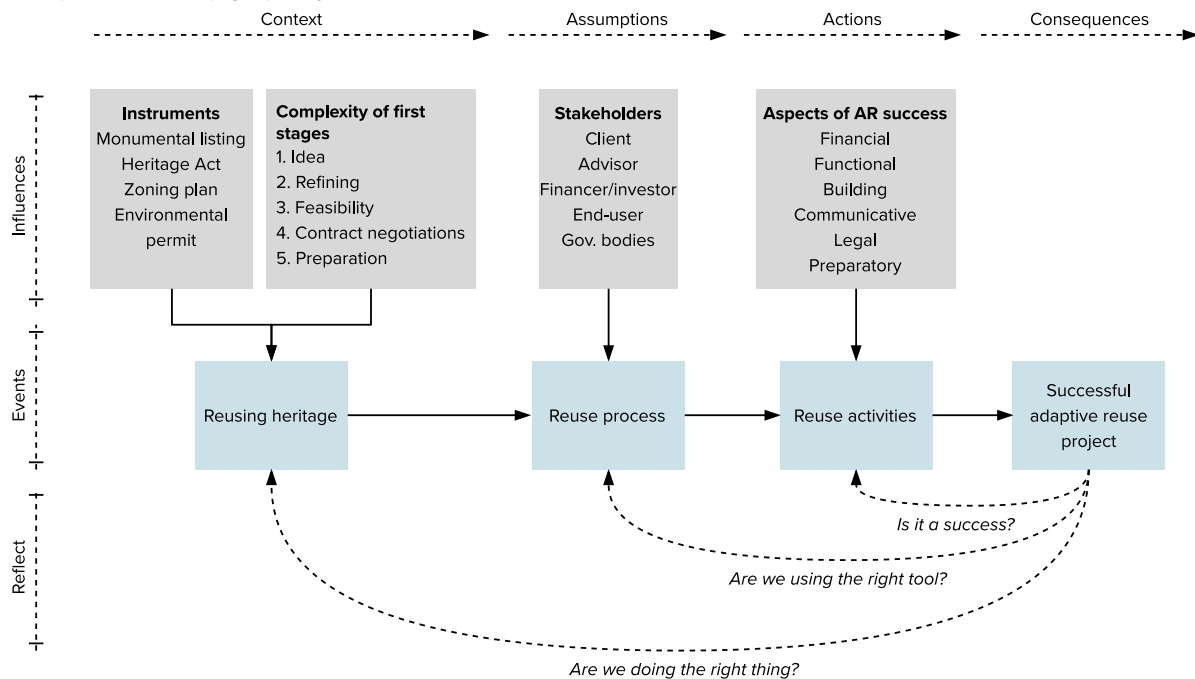 Context
Assumptions
Actions
Consequences
Influences
Instruments
Monumental listing
Heritage Act
Zoning plan
Environmental
permit
Complexity of first
stages
1. Idea
2. Refining
3. Feasibility
4. Contract negotiations
5. Preparation
Stakeholders
Client
Advisor
Financer/investor
End-user
Gov. bodies
Aspects of AR success
Financial
Functional
Building
Communicative
Legal
Preparatory
Events
Reusing heritage
Reuse process
Reuse activities
Successful
adaptive reuse
project
Reflect
Is it a success?
Are we using the right tool?
Are we doing the right thing?